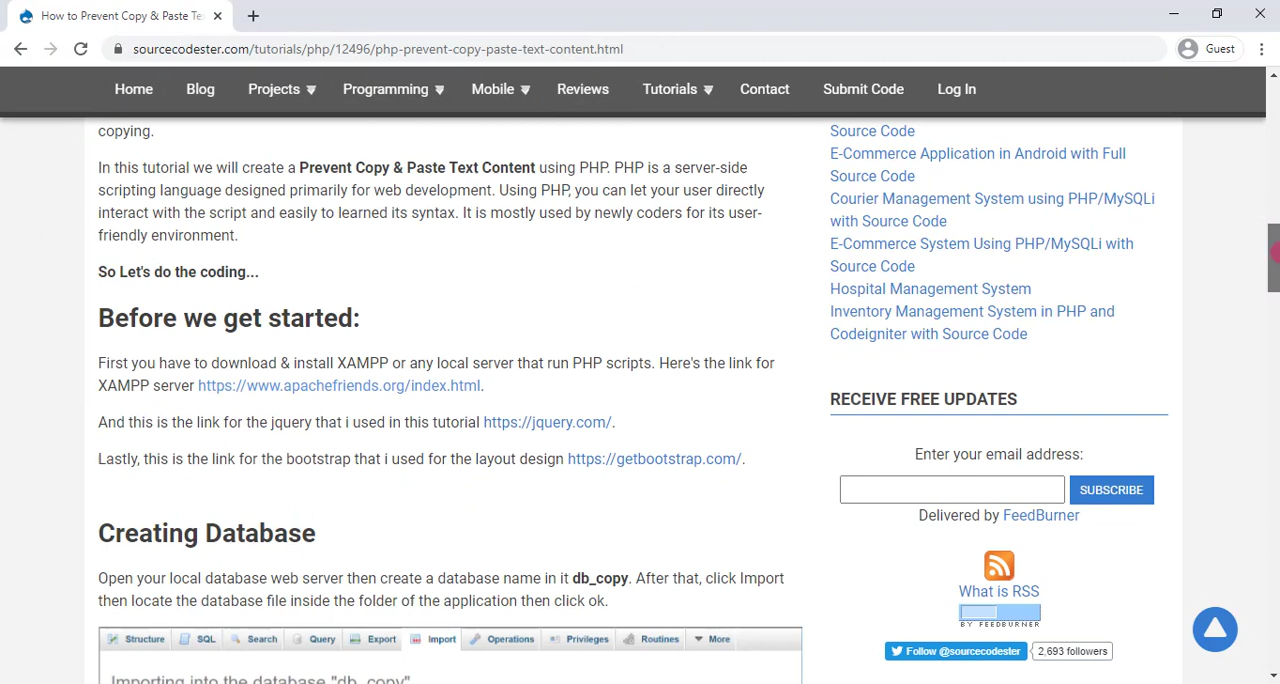 How to Prevent Copy & Paste Te
sourcecodester.com/tutorials/php/12496/php-prevent-copy-paste-text-content.html
Guest
Home Blog Projects Programming Mobile Reviews Tutorials Contact Submit Code Log In
copying.
In this tutorial we will create a Prevent Copy & Paste Text Content using PHP. PHP is a server-side
scripting language designed primarily for web development. Using PHP, you can let your user directly
interact with the script and easily to learned its syntax. It is mostly used by newly coders for its user-
friendly environment.
So Let's do the coding...
Before we get started:
First you have to download & install XAMPP or any local server that run PHP scripts. Here's the link for
XAMPP server https://www.apachefriends.org/index.html.
And this is the link for the jquery that i used in this tutorial https://jquery.com/.
Lastly, this is the link for the bootstrap that i used for the layout design https://getbootstrap.com/.
Creating Database
Open your local database web server then create a database name in it db_copy. After that, click Import
then locate the database file inside the folder of the application then click ok.
Structure SQL Search Query Export Import Operations Privileges Routines More
Importing into the database "db_copy"
Source Code
E-Commerce Application in Android with Full
Source Code
Courier Management System using PHP/MySQLi
with Source Code
E-Commerce System Using PHP/MySQLi with
Source Code
Hospital Management System
Inventory Management System in PHP and
Codeigniter with Source Code
RECEIVE FREE UPDATES
Enter your email address:
SUBSCRIBE
Delivered by FeedBurner
What is RSS
BY FEEDBURNER
Follow @sourcecodester 2,693 followers